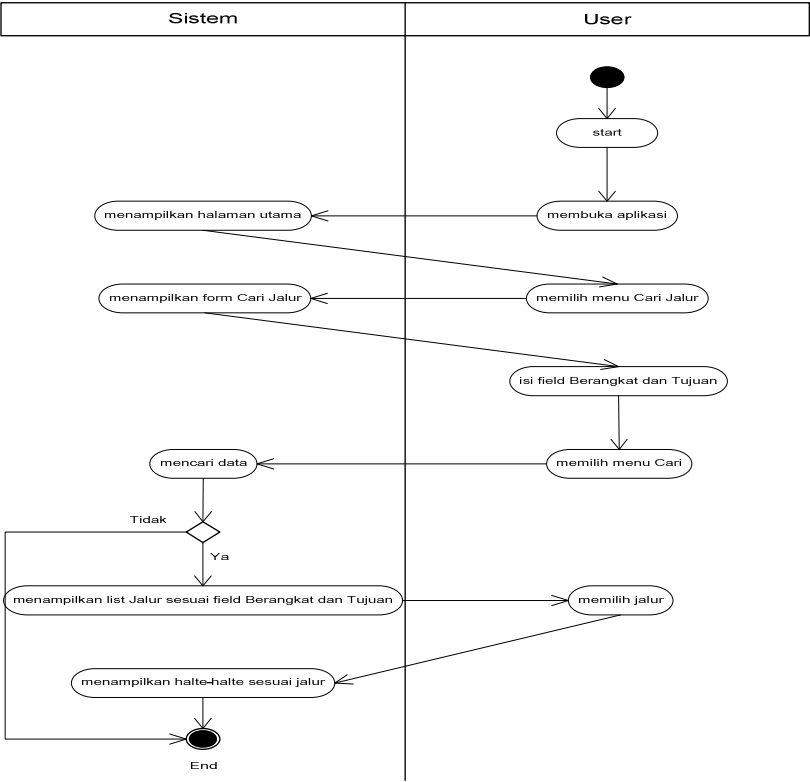 Sistem
User
start
menampilkan halaman utama
membuka aplikasi
menampilkan form Cari Jalur
memilih menu Cari Jalur
isi field Berangkat dan Tujuan
mencari data
memilih menu Cari
Tidak
Ya
menampilkan list Jalur sesuai field Berangkat dan Tujuan
memilih jalur
menampilkan halte-halte sesuai jalur
End